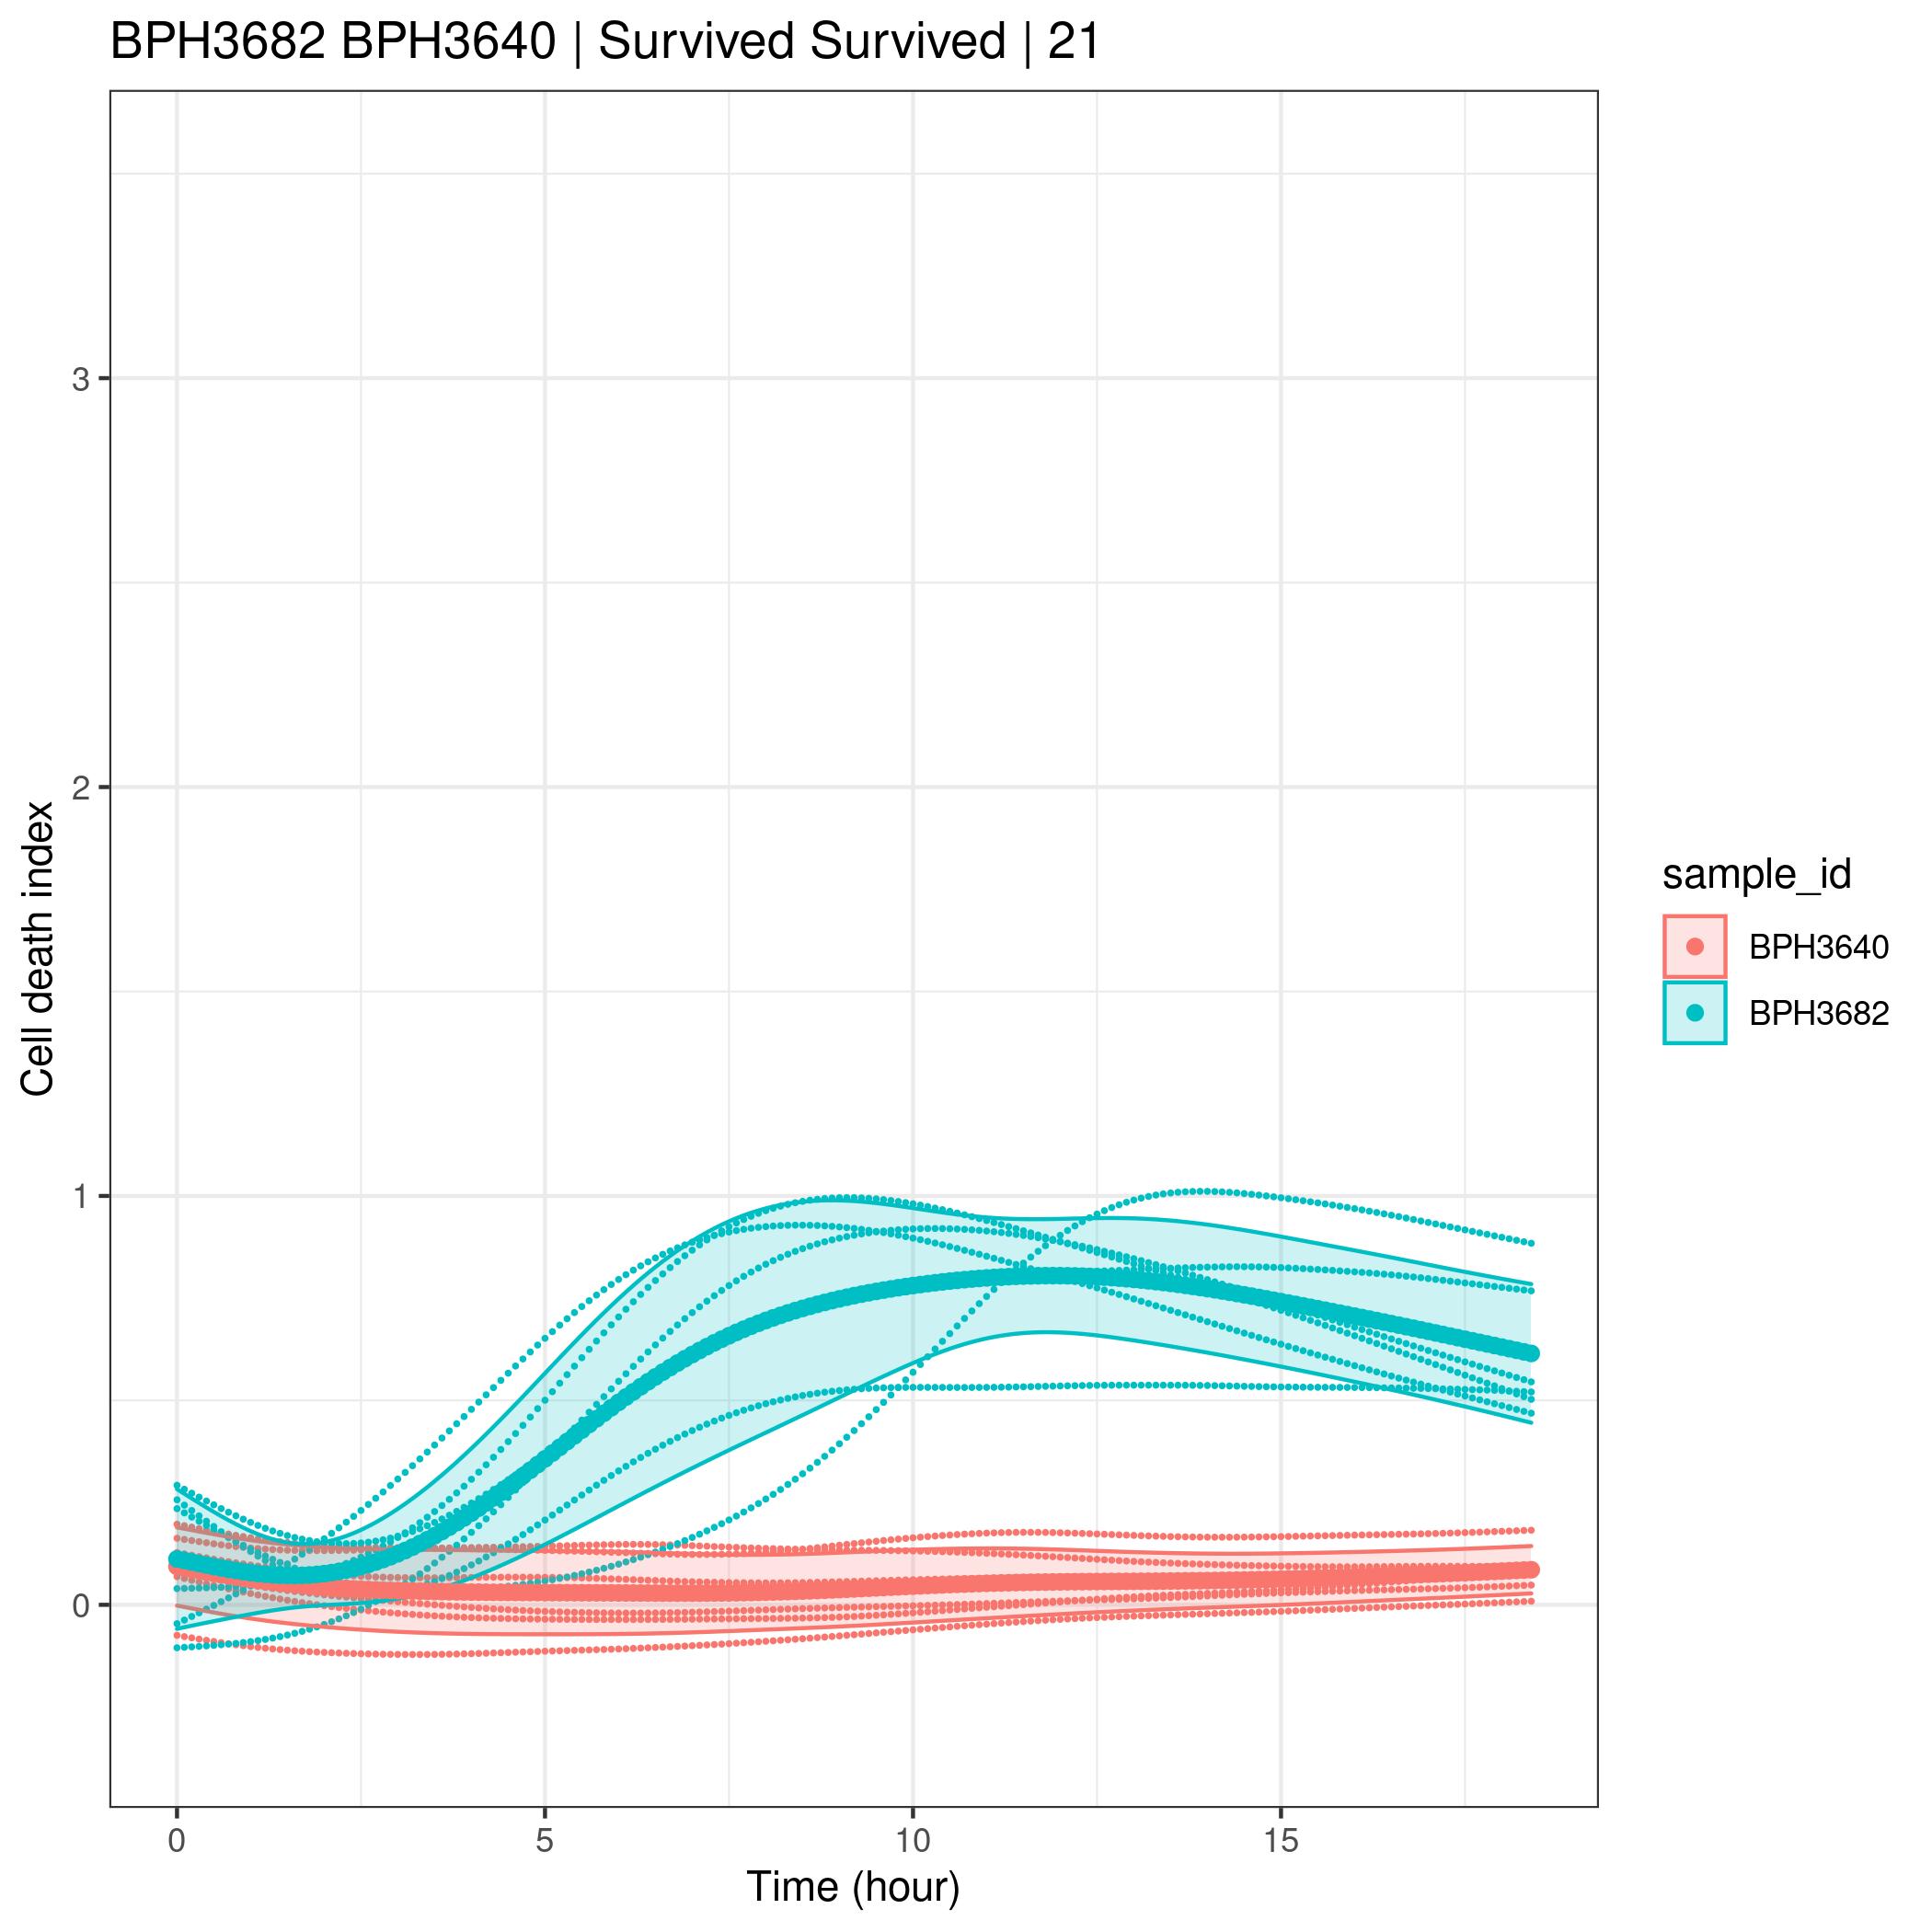 BPH3682 BPH3640 | Survived Survived | 21
3
2
1
0
Cell death index
0 5 10 15
Time (hour)
sample_id
BPH3640
BPH3682